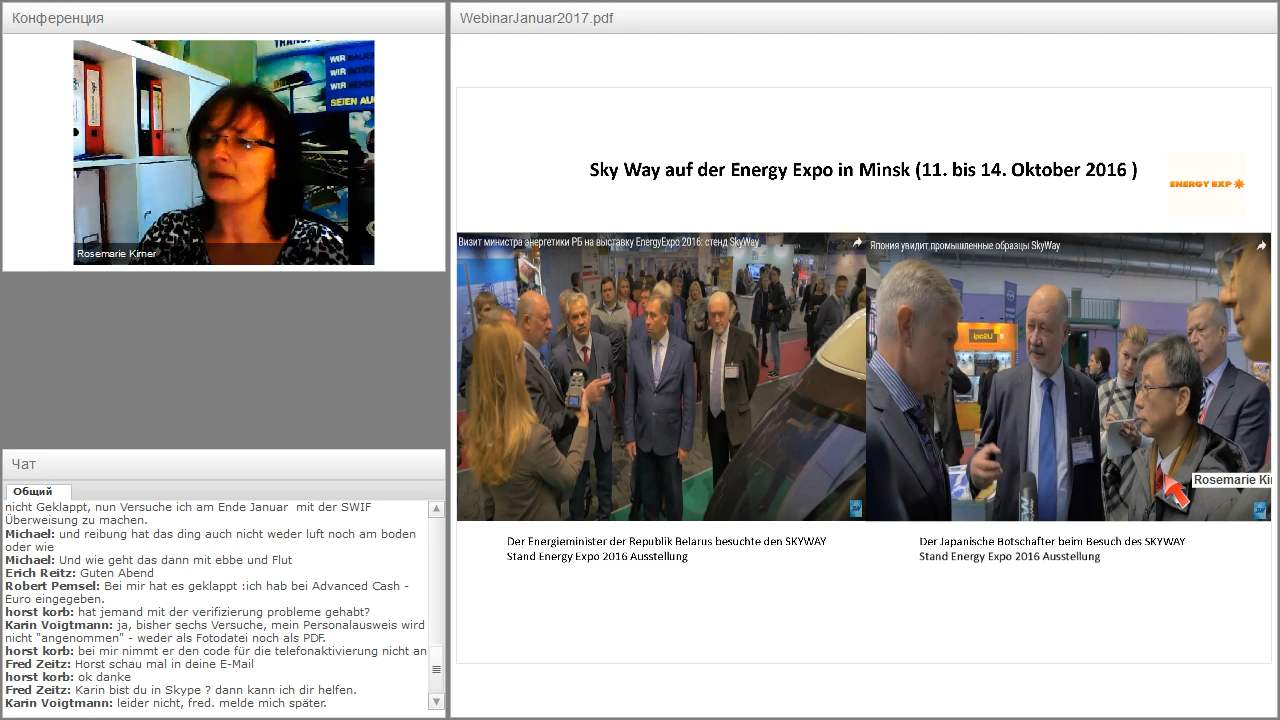 Конференция
WebinarJanuar2017.pdf
WIR
WIR
WIR
SEIEN AU
Rosemarie Kirner
Sky Way auf der Energy Expo in Minsk (11. bis 14. Oktober 2016 )
ENERGY EXP
Визит министра энергетики РБ на выставку EnergyExpo 2016: стенд SkyWay
Япония увидит промышленные образцы SkyWay
Rosemarie Kir
Der Energieminister der Republik Belarus besuchte den SKYWAY
Stand Energy Expo 2016 Ausstellung
Der Japanische Botschafter beim Besuch des SKYWAY
Stand Energy Expo 2016 Ausstellung
Чат
Общий
nicht Geklappt, nun Versuche ich am Ende Januar mit der SWIF
Überweisung zu machen.
Michael: und reibung hat das ding auch nicht weder luft noch am boden
oder wie
Michael: Und wie geht das dann mit ebbe und Flut
Erich Reitz: Guten Abend
Robert Pemsel: Bei mir hat es geklappt :ich hab bei Advanced Cash -
Euro eingegeben.
horst korb: hat jemand mit der verifizierung probleme gehabt?
Karin Voigtmann: ja, bisher sechs Versuche, mein Personalausweis wird
nicht "angenommen" - weder als Fotodatei noch als PDF.
horst korb: bei mir nimmt er den code für die telefonaktivierung nicht an
Fred Zeitz: Horst schau mal in deine E-Mail
horst korb: ok danke
Fred Zeitz: Karin bist du in Skype ? dann kann ich dir helfen.
Karin Voigtmann: leider nicht, fred. melde mich später.